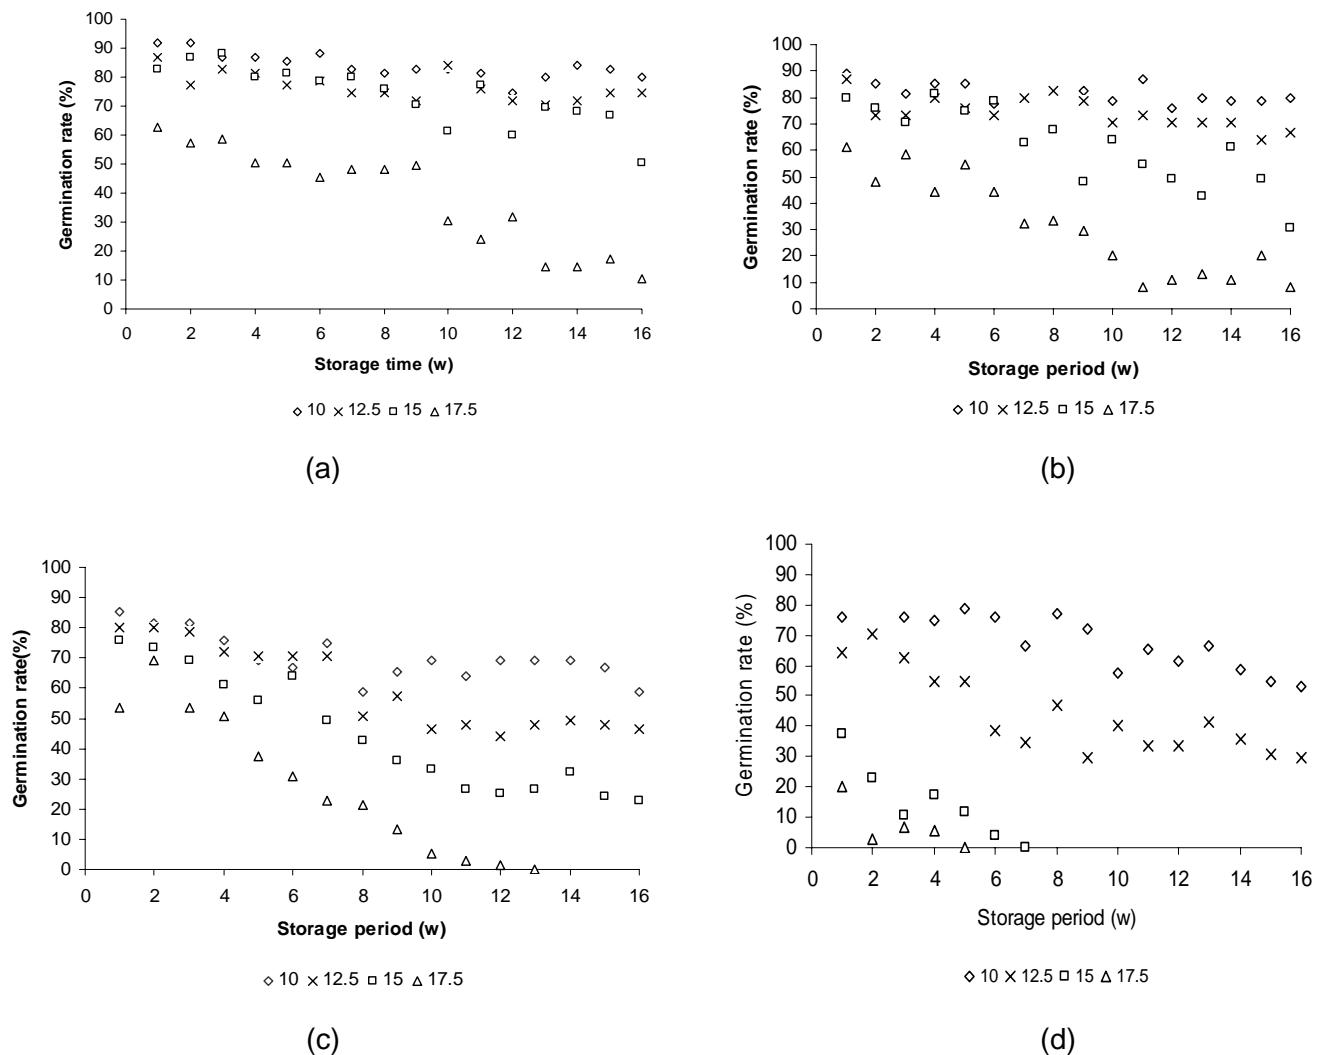 100
90
80
70
60
50
40
30
20
10
0
Germination rate (%)
0 2 4 6 8 10 12 14 16
Storage time (w)
10 12.5 15 17.5
(a)
100
90
80
70
60
50
40
30
20
10
0
Germination rate (%)
0 2 4 6 8 10 12 14 16
Storage period (w)
10 12.5 15 17.5
(b)
100
90
80
70
60
50
40
30
20
10
0
Germination rate(%)
0 2 4 6 8 10 12 14 16
Storage period (w)
10 12.5 15 17.5
(c)
100
90
80
70
60
50
40
30
20
10
0
Germination rate (%)
0 2 4 6 8 10 12 14 16
Storage period (w)
10 12.5 15 17.5
(d)